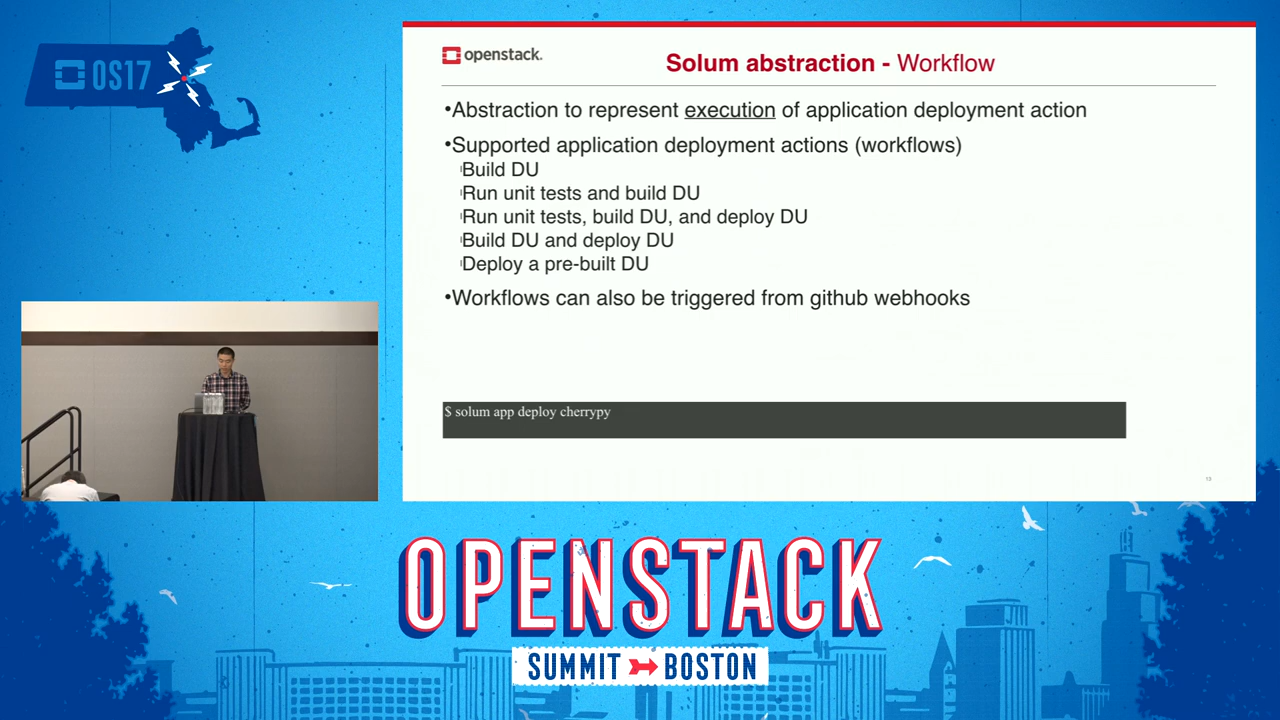 OS17
openstack.
Solum abstraction - Workflow
•Abstraction to represent execution of application deployment action
•Supported application deployment actions (workflows)
Build DU
Run unit tests and build DU
Run unit tests, build DU, and deploy DU
Build DU and deploy DU
Deploy a pre-built DU
•Workflows can also be triggered from github webhooks
$ solum app deploy cherrypy
13
OPENSTACK
SUMMIT BOSTON